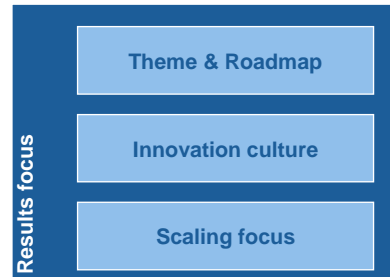 Theme & Roadmap
Innovation culture
Scaling focus
Results focus